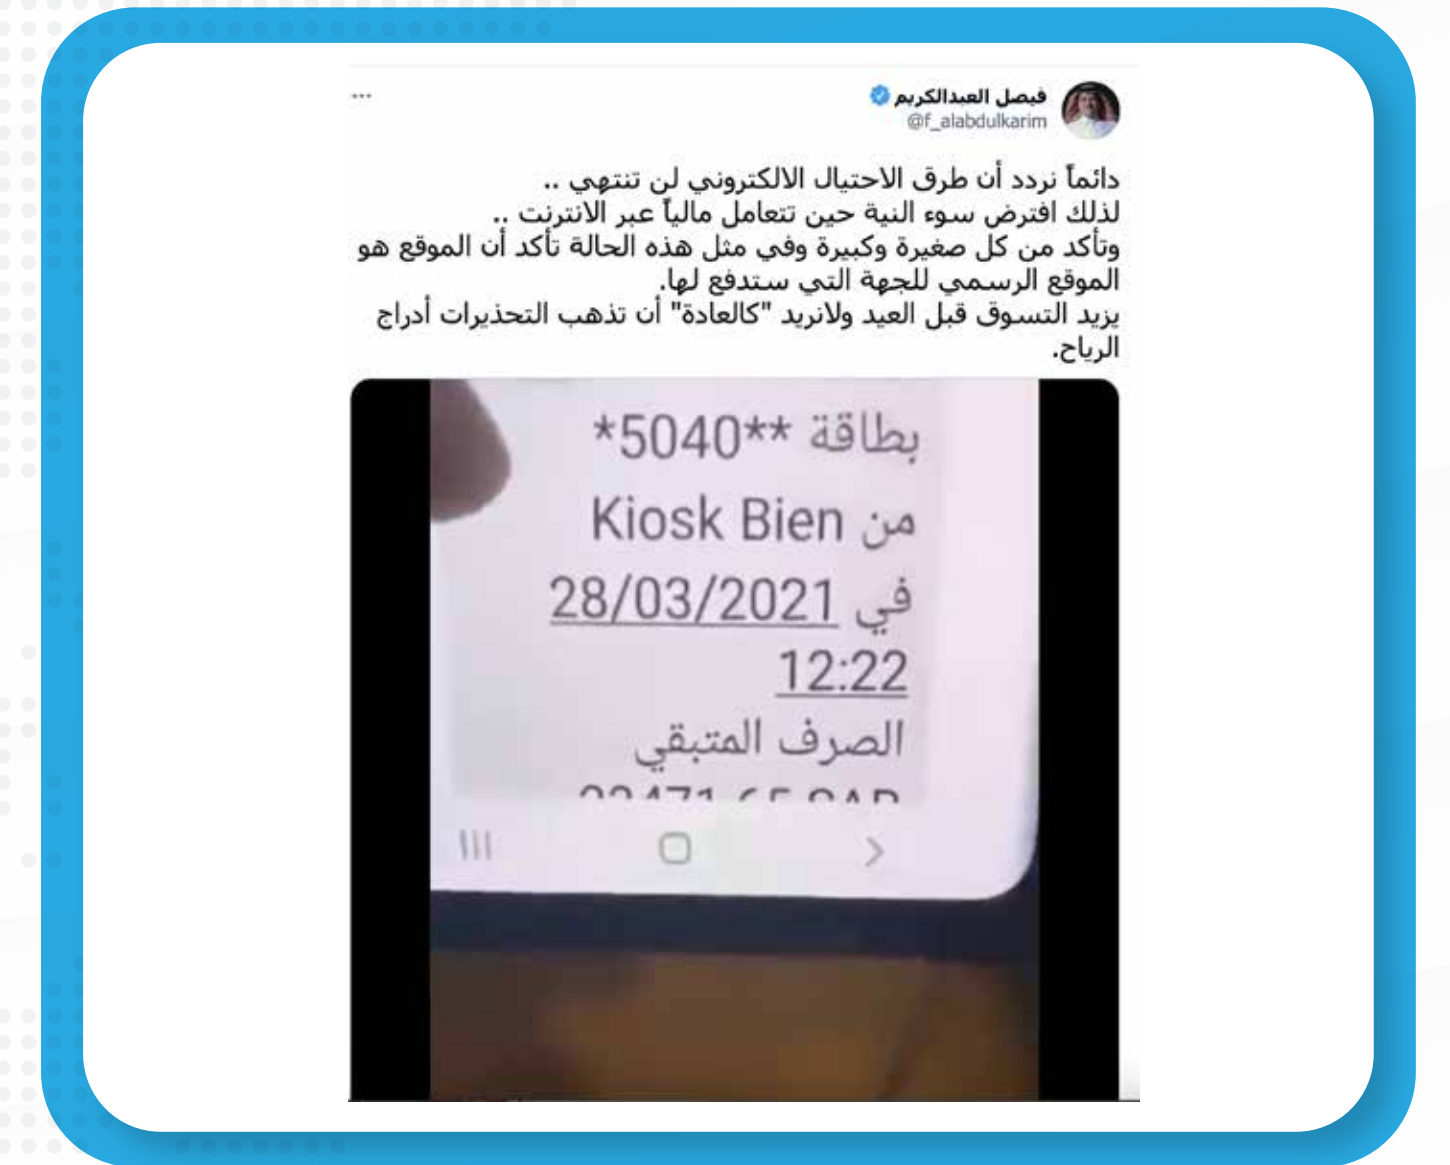 فيصل العبدالكريم
@f_alabdulkarim
دائماً نردد أن طرق الاحتيال الالكتروني لن تنتهي ..
لذلك افترض سوء النية حين تتعامل مالياً عبر الانترنت ..
وتأكد من كل صغيرة وكبيرة وفي مثل هذه الحالة تأكد أن الموقع هو
الموقع الرسمي للجهة التي ستدفع لها.
يزيد التسوق قبل العيد ولانريد "كالعادة" أن تذهب التحذيرات أدراج
الرياح.
بطاقة **5040*
من Kiosk Bien
في 28/03/2021
12:22
الصرف المتبقي